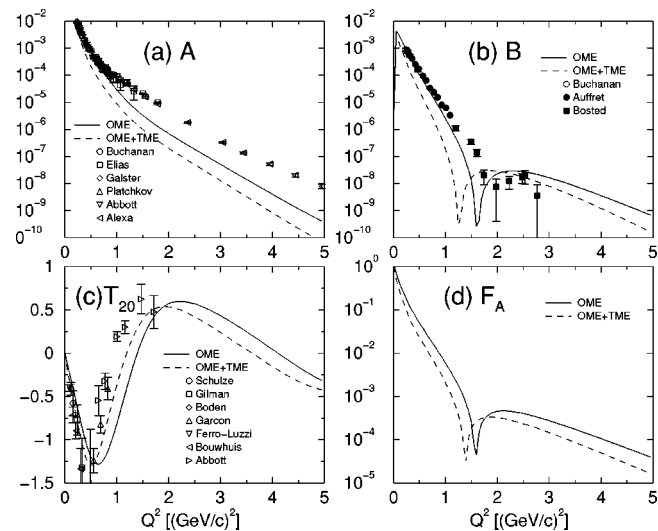 (a) A
10⁻²
10⁻³
10⁻⁴
10⁻⁵
10⁻⁶
10⁻⁷
10⁻⁸
10⁻⁹
10⁻¹⁰
OME
OME+TME
Buchanan
Elias
Galster
Platchkov
Abbott
Alexa
0 1 2 3 4 5
(b) B
10⁻²
10⁻³
10⁻⁴
10⁻⁵
10⁻⁶
10⁻⁷
10⁻⁸
10⁻⁹
10⁻¹⁰
OME
OME+TME
Buchanan
Auffret
Bosted
0 1 2 3 4 5
(c) T₂₀
1
0.5
0
−0.5
−1
−1.5
OME
OME+TME
Schulze
Gilman
Boden
Garcon
Ferro−Luzzi
Bouwhuis
Abbott
0 1 2 3 4 5
Q² [(GeV/c)²]
(d) F_A
10⁰
10⁻¹
10⁻²
10⁻³
10⁻⁴
10⁻⁵
OME
OME+TME
0 1 2 3 4 5
Q² [(GeV/c)²]